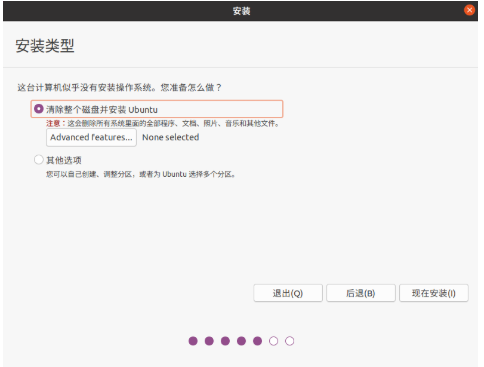 安装
安装类型
这台计算机似乎没有安装操作系统。您准备怎么做？
清除整个磁盘并安装 Ubuntu
注意：这会删除所有系统里面的全部程序、文档、照片、音乐和其他文件。
Advanced features... None selected
其他选项
您可以自己创建、调整分区，或者为 Ubuntu 选择多个分区。
退出(Q) 后退(B) 现在安装(I)